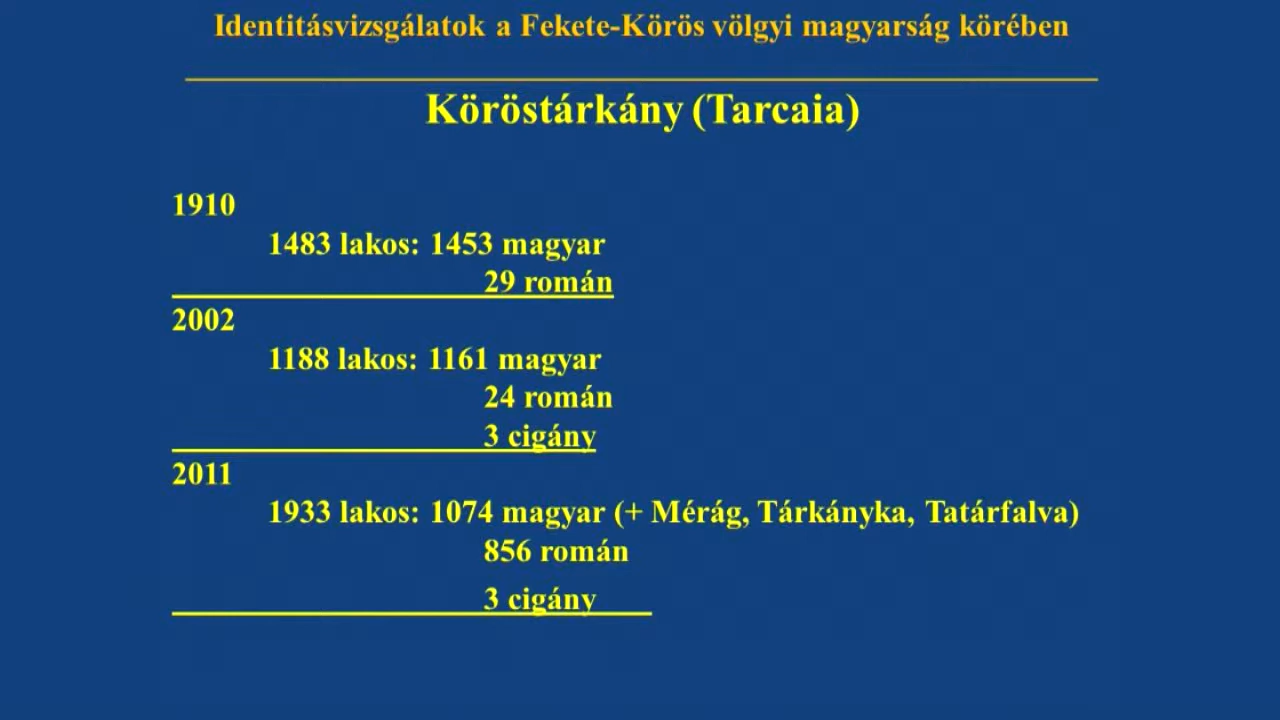 Identitásvizsgálatok a Fekete-Körös völgyi magyarság körében
Köröstárkány (Tarcaia)
1910
1483 lakos: 1453 magyar
29 román
2002
1188 lakos: 1161 magyar
24 román
3 cigány
2011
1933 lakos: 1074 magyar (+ Mérág, Tárkányka, Tatárfalva)
856 román
3 cigány